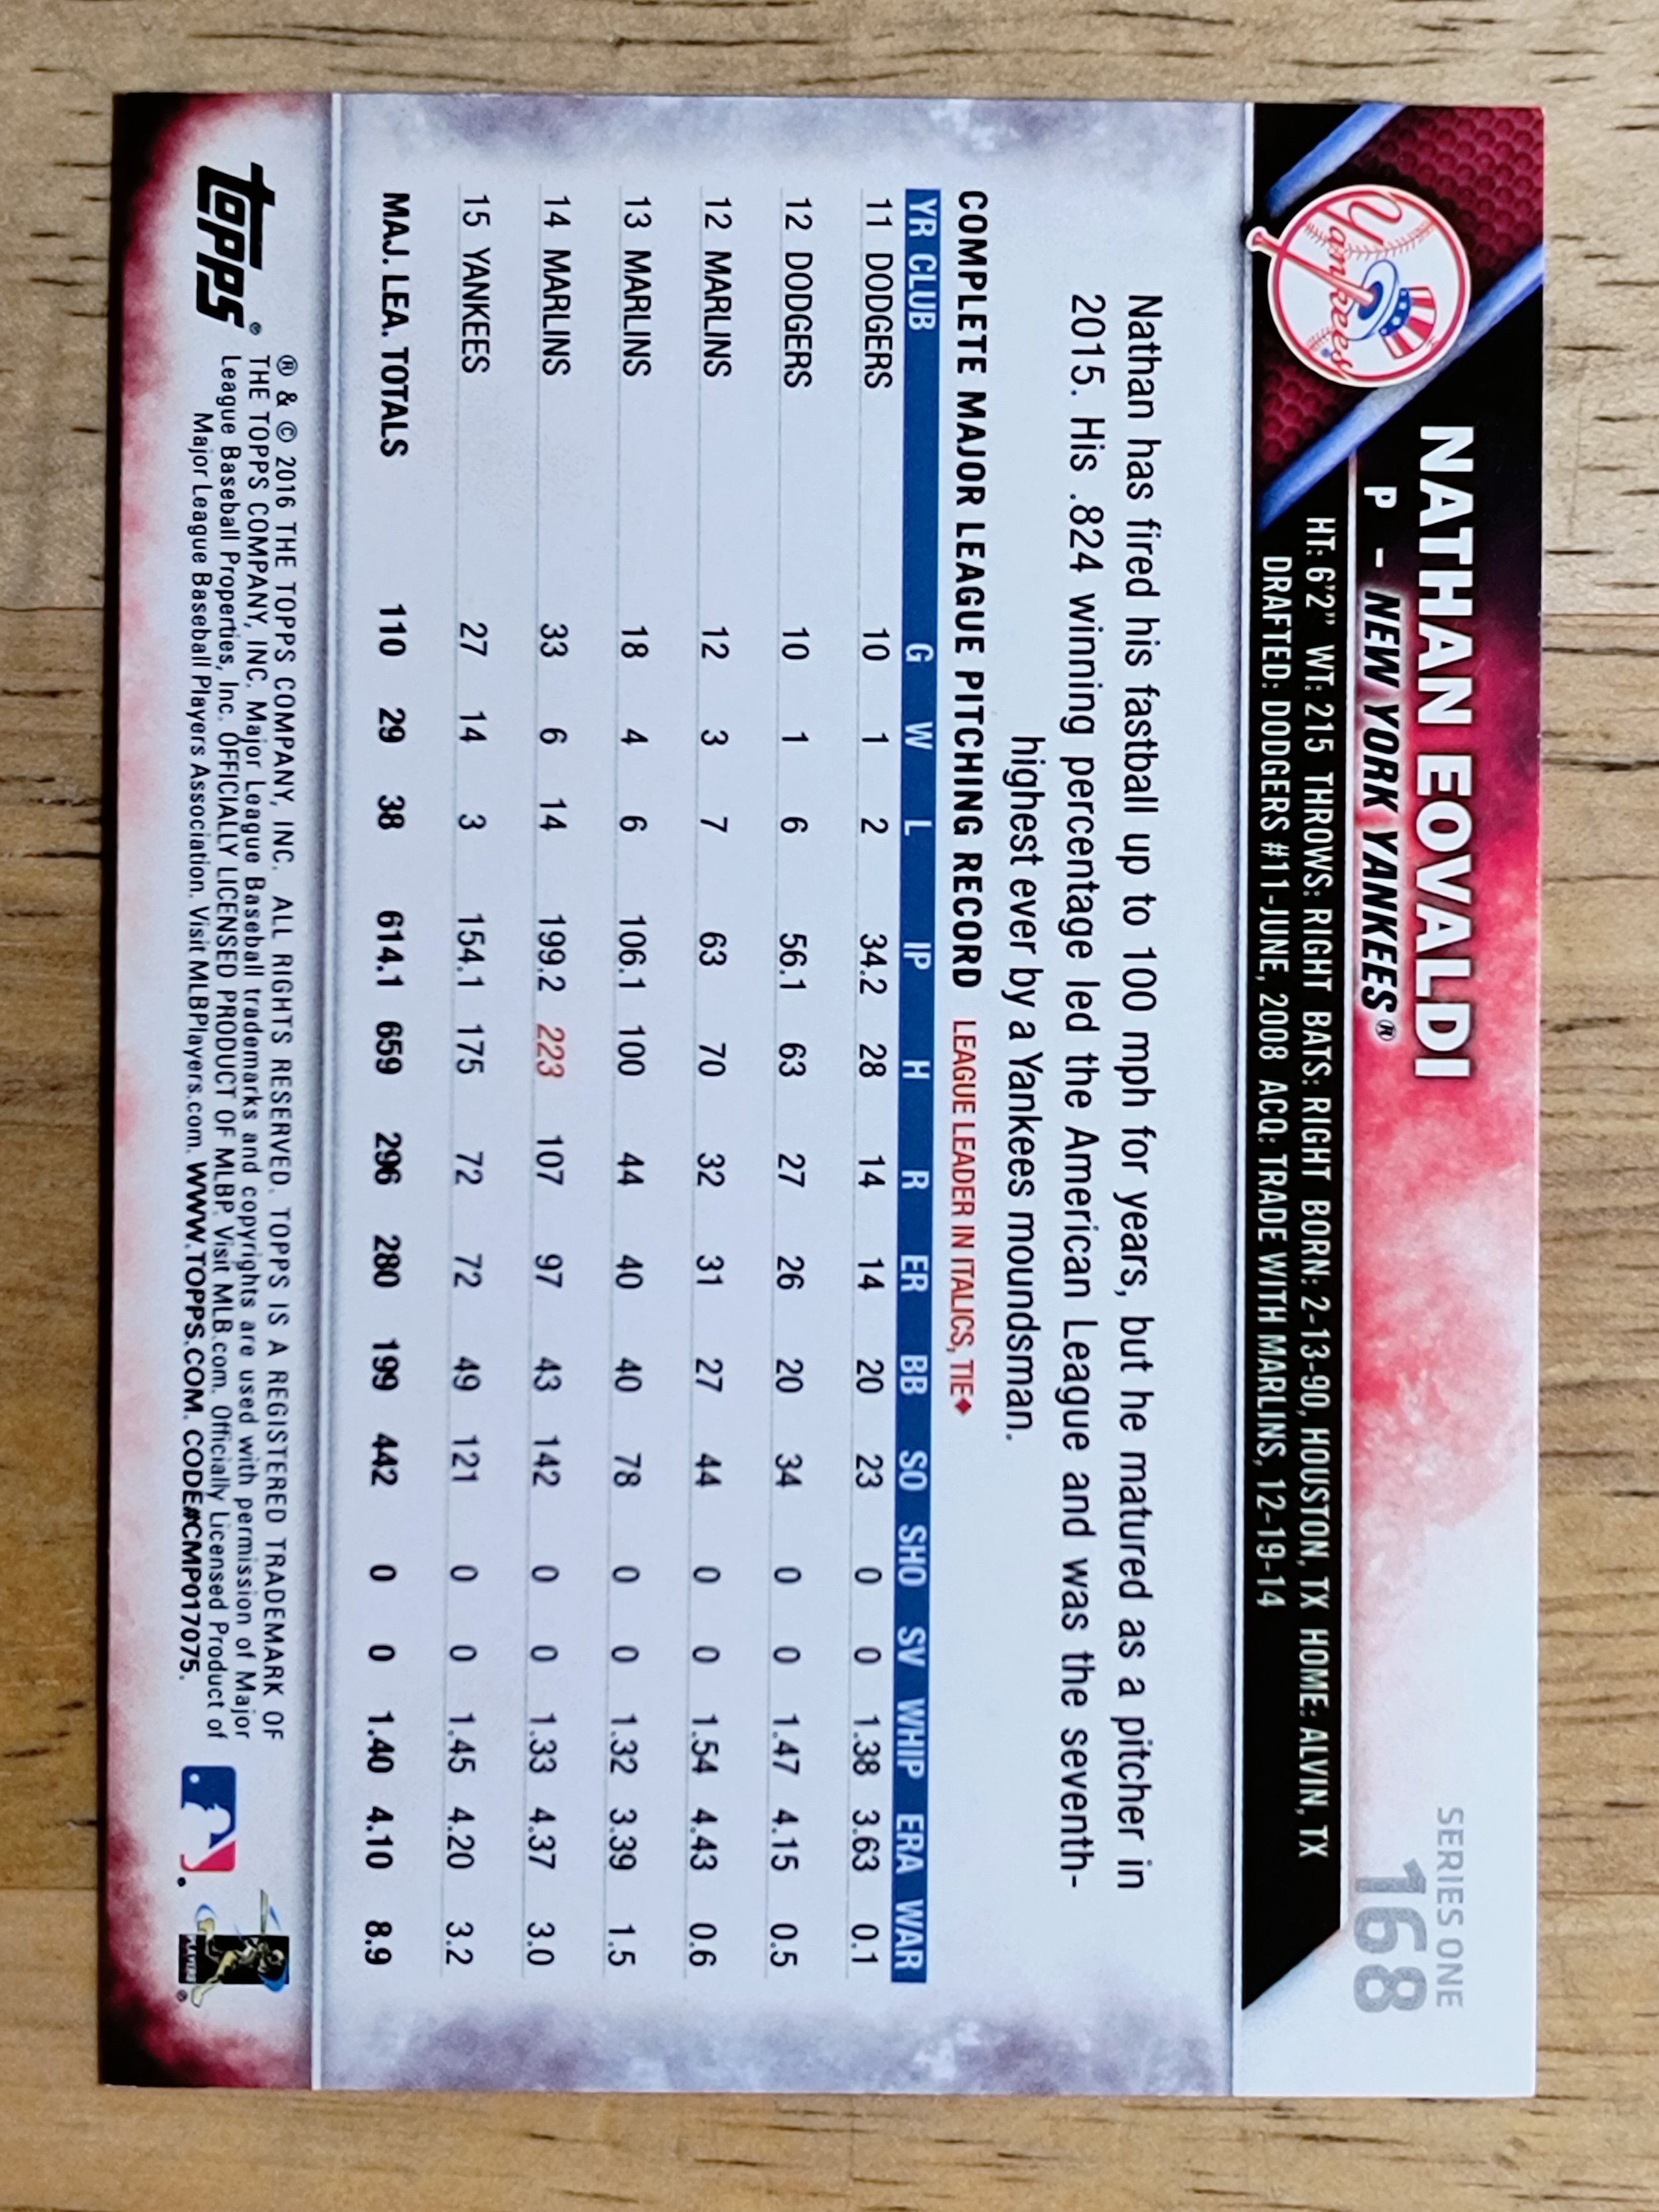 SERIES ONE
168
Yankees
NATHAN EOVALDI
P - NEW YORK YANKEES®
HT: 6'2" WT: 215 THROWS: RIGHT BATS: RIGHT BORN: 2-13-90, HOUSTON, TX HOME: ALVIN, TX
DRAFTED: DODGERS #11-JUNE, 2008 ACQ: TRADE WITH MARLINS, 12-19-14
Nathan has fired his fastball up to 100 mph for years, but he matured as a pitcher in
2015. His .824 winning percentage led the American League and was the seventh-
highest ever by a Yankees moundsman.
COMPLETE MAJOR LEAGUE PITCHING RECORD LEAGUE LEADER IN ITALICS, TIE♦
YR CLUB G W L IP H R ER BB SO SHO SV WHIP ERA WAR
11 DODGERS 10 1 2 34.2 28 14 14 20 23 0 0 1.38 3.63 0.1
12 DODGERS 10 1 6 56.1 63 27 26 20 34 0 0 1.47 4.15 0.5
12 MARLINS 12 3 7 63 70 32 31 27 44 0 0 1.54 4.43 0.6
13 MARLINS 18 4 6 106.1 100 44 40 40 78 0 0 1.32 3.39 1.5
14 MARLINS 33 6 14 199.2 223 107 97 43 142 0 0 1.33 4.37 3.0
15 YANKEES 27 14 3 154.1 175 72 72 49 121 0 0 1.45 4.20 3.2
MAJ. LEA. TOTALS 110 29 38 614.1 659 296 280 199 442 0 0 1.40 4.10 8.9
topps®
® & © 2016 THE TOPPS COMPANY, INC. ALL RIGHTS RESERVED. TOPPS IS A REGISTERED TRADEMARK OF
THE TOPPS COMPANY, INC. Major League Baseball trademarks and copyrights are used with permission of Major
League Baseball Properties, Inc. OFFICIALLY LICENSED PRODUCT OF MLBP. Visit MLB.com. Officially Licensed Product of
Major League Baseball Players Association. Visit MLBPlayers.com. WWW.TOPPS.COM. CODE#CMP017075.
PLAYERS